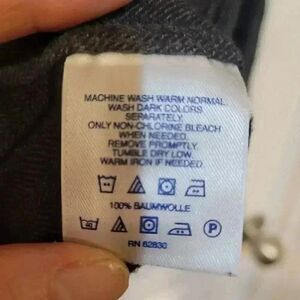 MACHINE WASH WARM NORMAL.
WASH DARK COLORS
SEPARATELY.
ONLY NON-CHLORINE BLEACH
WHEN NEEDED.
REMOVE PROMPTLY.
TUMBLE DRY LOW.
WARM IRON IF NEEDED.
100% BAUMWOLLE
P
RN 62830